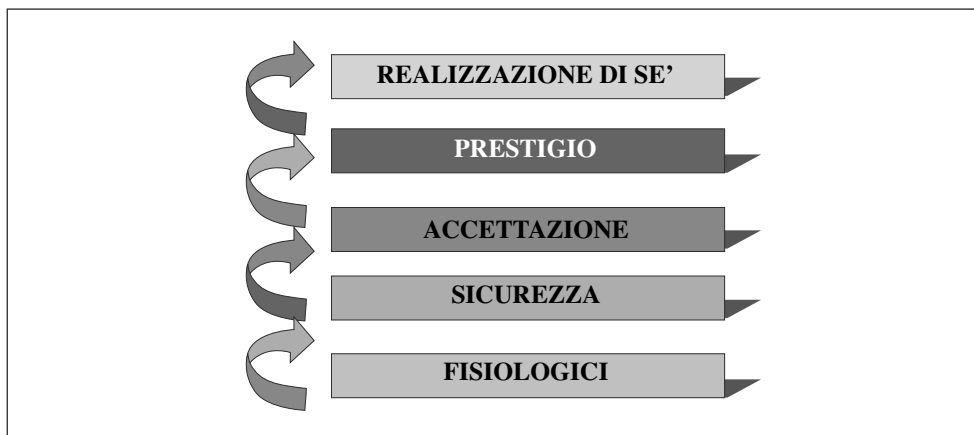 REALIZZAZIONE DI SE’
PRESTIGIO
ACCETTAZIONE
SICUREZZA
FISIOLOGICI